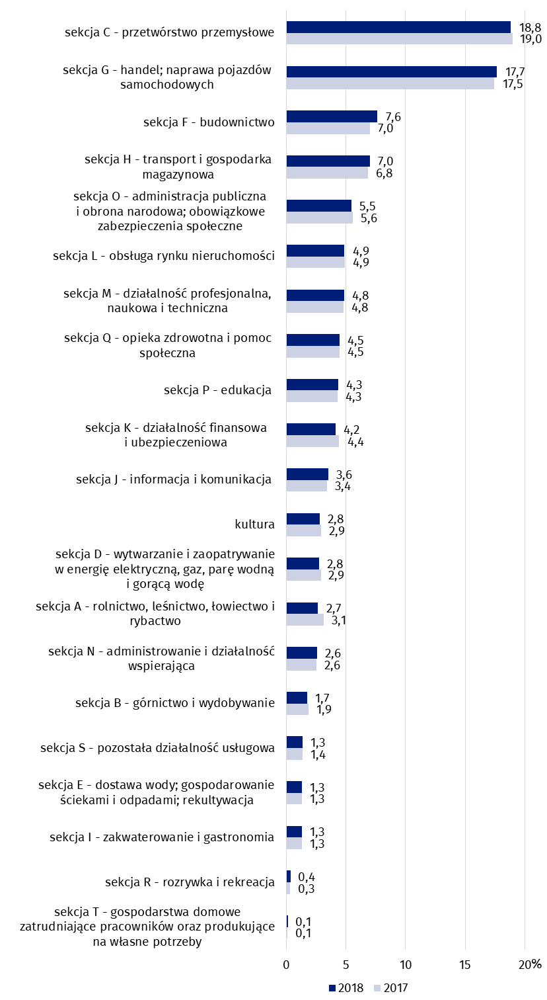 sekcja C - przetwórstwo przemysłowe
18,8
19,0
sekcja G - handel; naprawa pojazdów
samochodowych
17,7
17,5
sekcja F - budownictwo
7,6
7,0
sekcja H - transport i gospodarka
magazynowa
7,0
6,8
sekcja O - administracja publiczna
i obrona narodowa; obowiązkowe
zabezpieczenia społeczne
5,5
5,6
sekcja L - obsługa rynku nieruchomości
4,9
4,9
sekcja M - działalność profesjonalna,
naukowa i techniczna
4,8
4,8
sekcja Q - opieka zdrowotna i pomoc
społeczna
4,5
4,5
sekcja P - edukacja
4,3
4,3
sekcja K - działalność finansowa
i ubezpieczeniowa
4,2
4,4
sekcja J - informacja i komunikacja
3,6
3,4
kultura
2,8
2,9
sekcja D - wytwarzanie i zaopatrywanie
w energię elektryczną, gaz, parę wodną
i gorącą wodę
2,8
2,9
sekcja A - rolnictwo, leśnictwo, łowiectwo i
rybactwo
2,7
3,1
sekcja N - administrowanie i działalność
wspierająca
2,6
2,6
sekcja B - górnictwo i wydobywanie
1,7
1,9
sekcja S - pozostała działalność usługowa
1,3
1,4
sekcja E - dostawa wody; gospodarowanie
ściekami i odpadami; rekultywacja
1,3
1,3
sekcja I - zakwaterowanie i gastronomia
1,3
1,3
sekcja R - rozrywka i rekreacja
0,4
0,3
sekcja T - gospodarstwa domowe
zatrudniające pracowników oraz produkujące
na własne potrzeby
0,1
0,1
0 5 10 15 20%
2018 2017